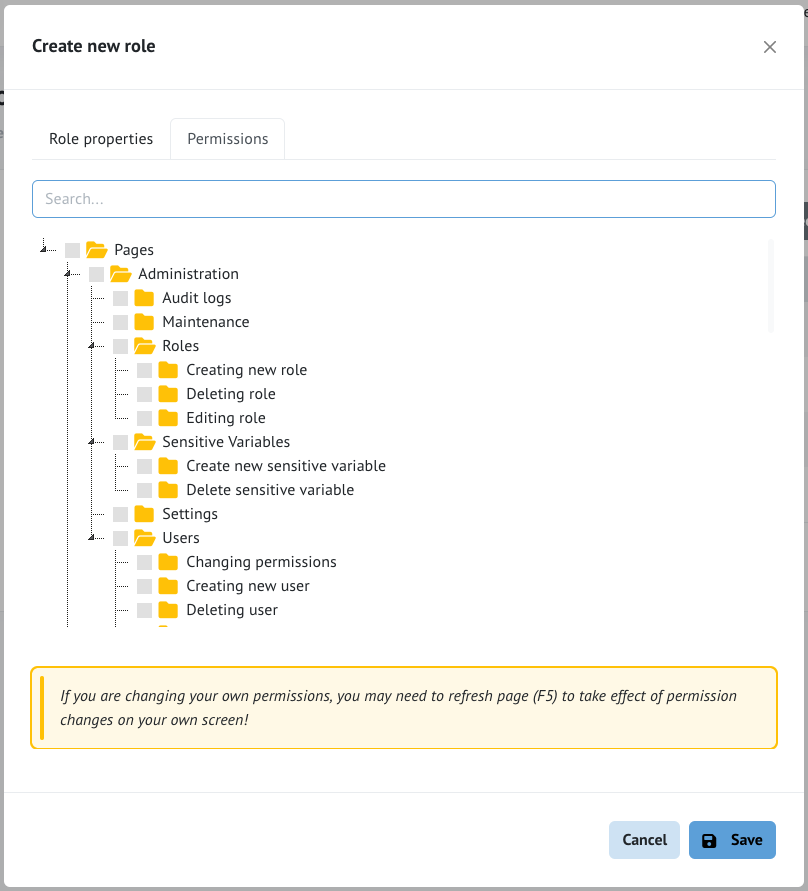 Create new role
Role properties
Permissions
Search...
Pages
Administration
Audit logs
Maintenance
Roles
Creating new role
Deleting role
Editing role
Sensitive Variables
Create new sensitive variable
Delete sensitive variable
Settings
Users
Changing permissions
Creating new user
Deleting user
If you are changing your own permissions, you may need to refresh page (F5) to take effect of permission
changes on your own screen!
Cancel
Save